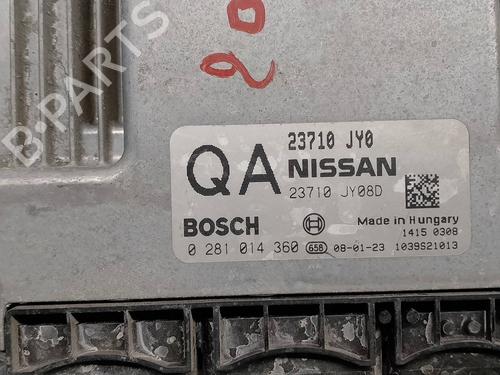 B-PARTS
20
23710 JY0
QA NISSAN
23710 JY08D
BOSCH
Made in Hungary
1415 0308
0 281 014 360 658 08-01-23 1039S21013